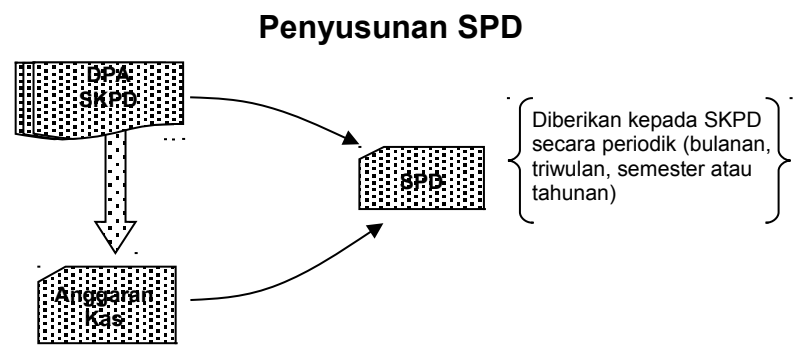 Penyusunan SPD
DPA
SKPD
Diberikan kepada SKPD
secara periodik (bulanan,
triwulan, semester atau
tahunan)
SPD
Anggaran
Kas